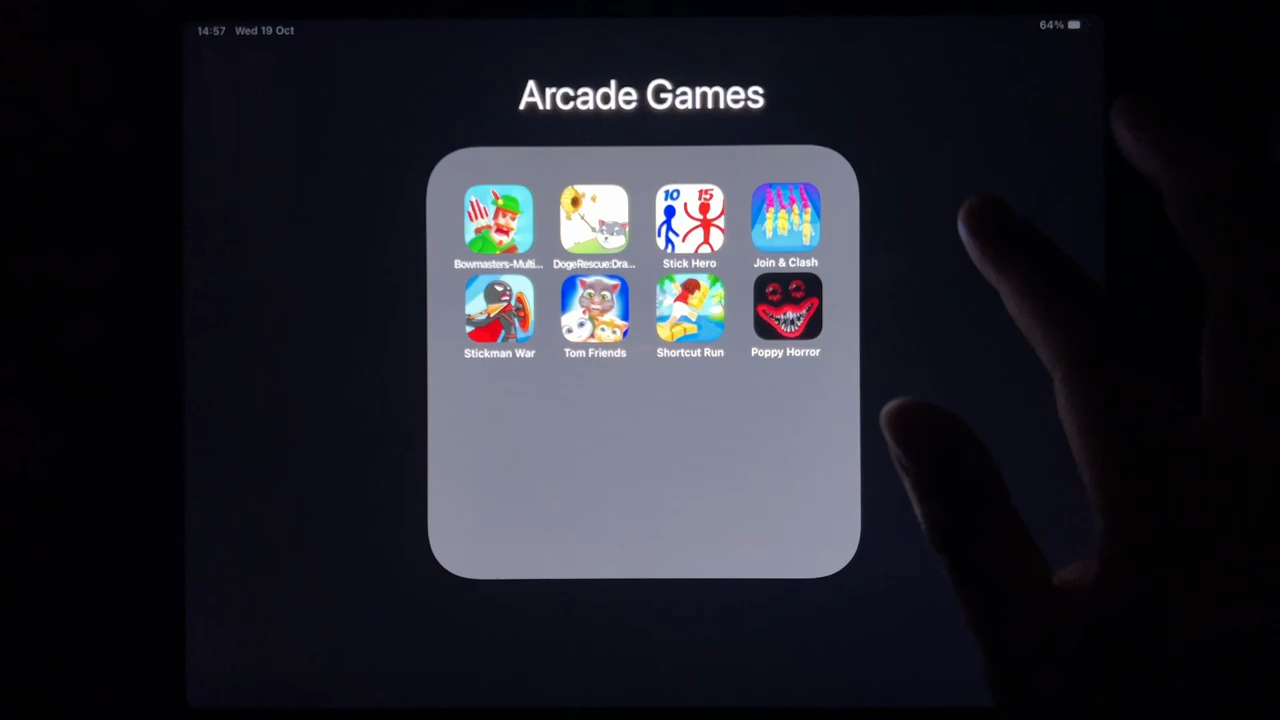 14:57 Wed 19 Oct
64%
Arcade Games
10 15
Bowmasters-Multi... DogeRescue:Dra... Stick Hero Join & Clash
Stickman War Tom Friends Shortcut Run Poppy Horror